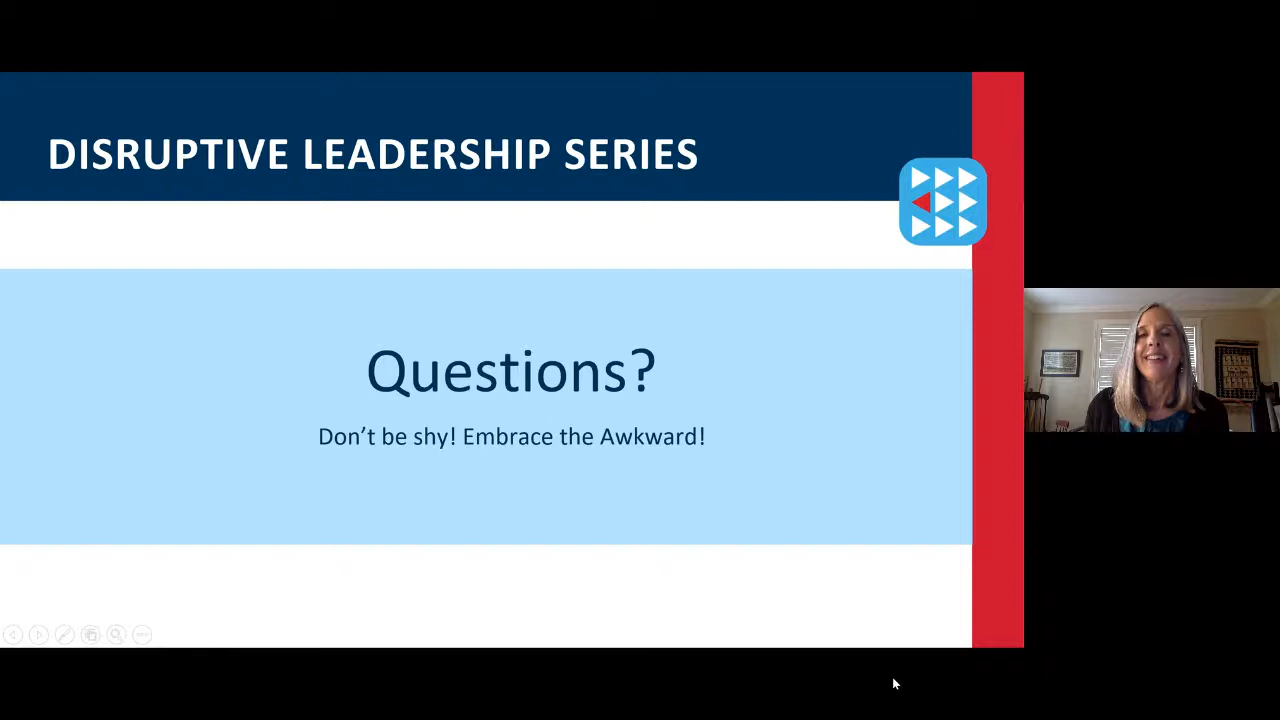 DISRUPTIVE LEADERSHIP SERIES
Questions?
Don’t be shy! Embrace the Awkward!